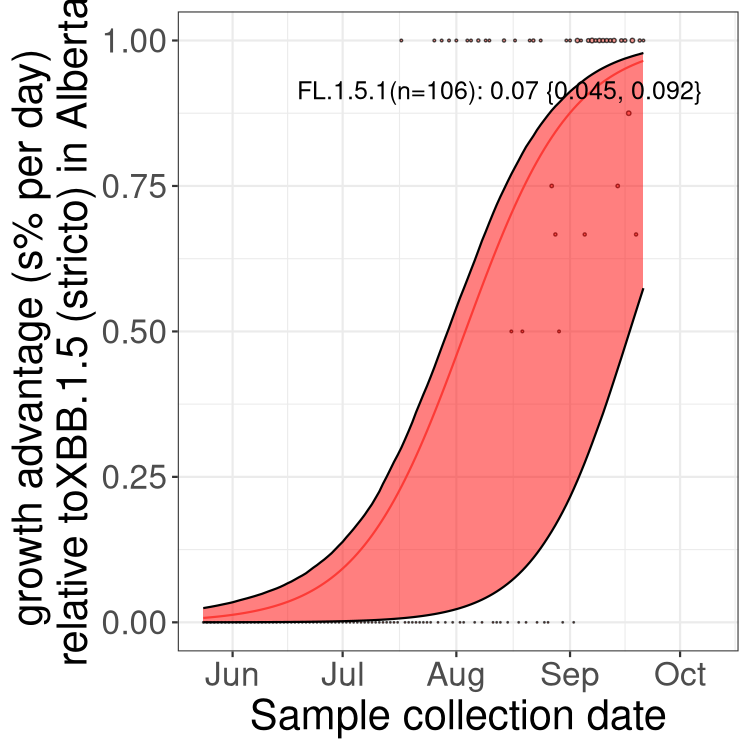 growth advantage (s% per day)
relative toXBB.1.5 (stricto) in Alberta
1.00
0.75
0.50
0.25
0.00
FL.1.5.1(n=106): 0.07 {0.045, 0.092}
Jun Jul Aug Sep Oct
Sample collection date